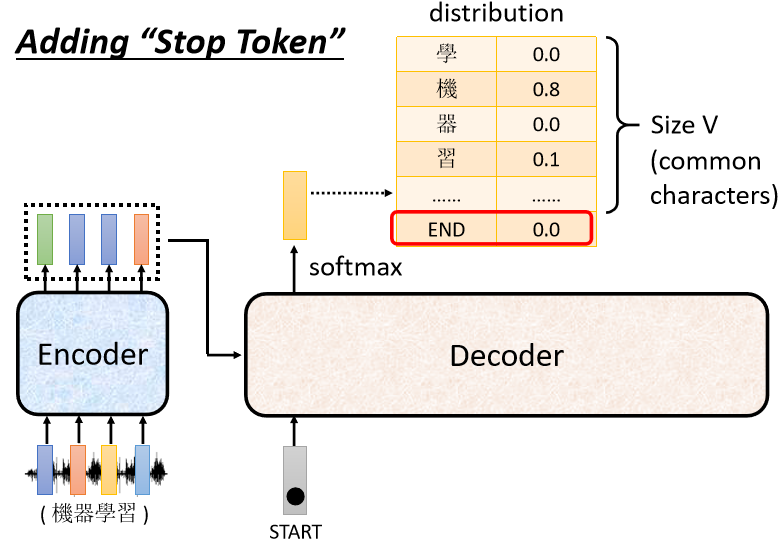 Adding “Stop Token”
distribution
學 0.0
機 0.8
器 0.0
習 0.1
...... ......
END 0.0
Size V
(common
characters)
softmax
Encoder
Decoder
( 機器學習 )
START